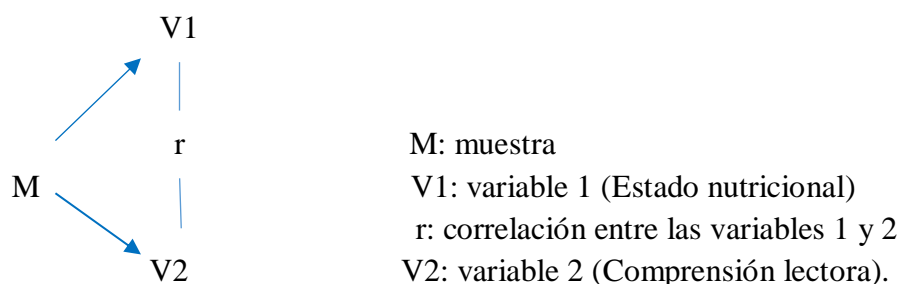 V1
r M: muestra
M V1: variable 1 (Estado nutricional)
r: correlación entre las variables 1 y 2
V2 V2: variable 2 (Comprensión lectora).